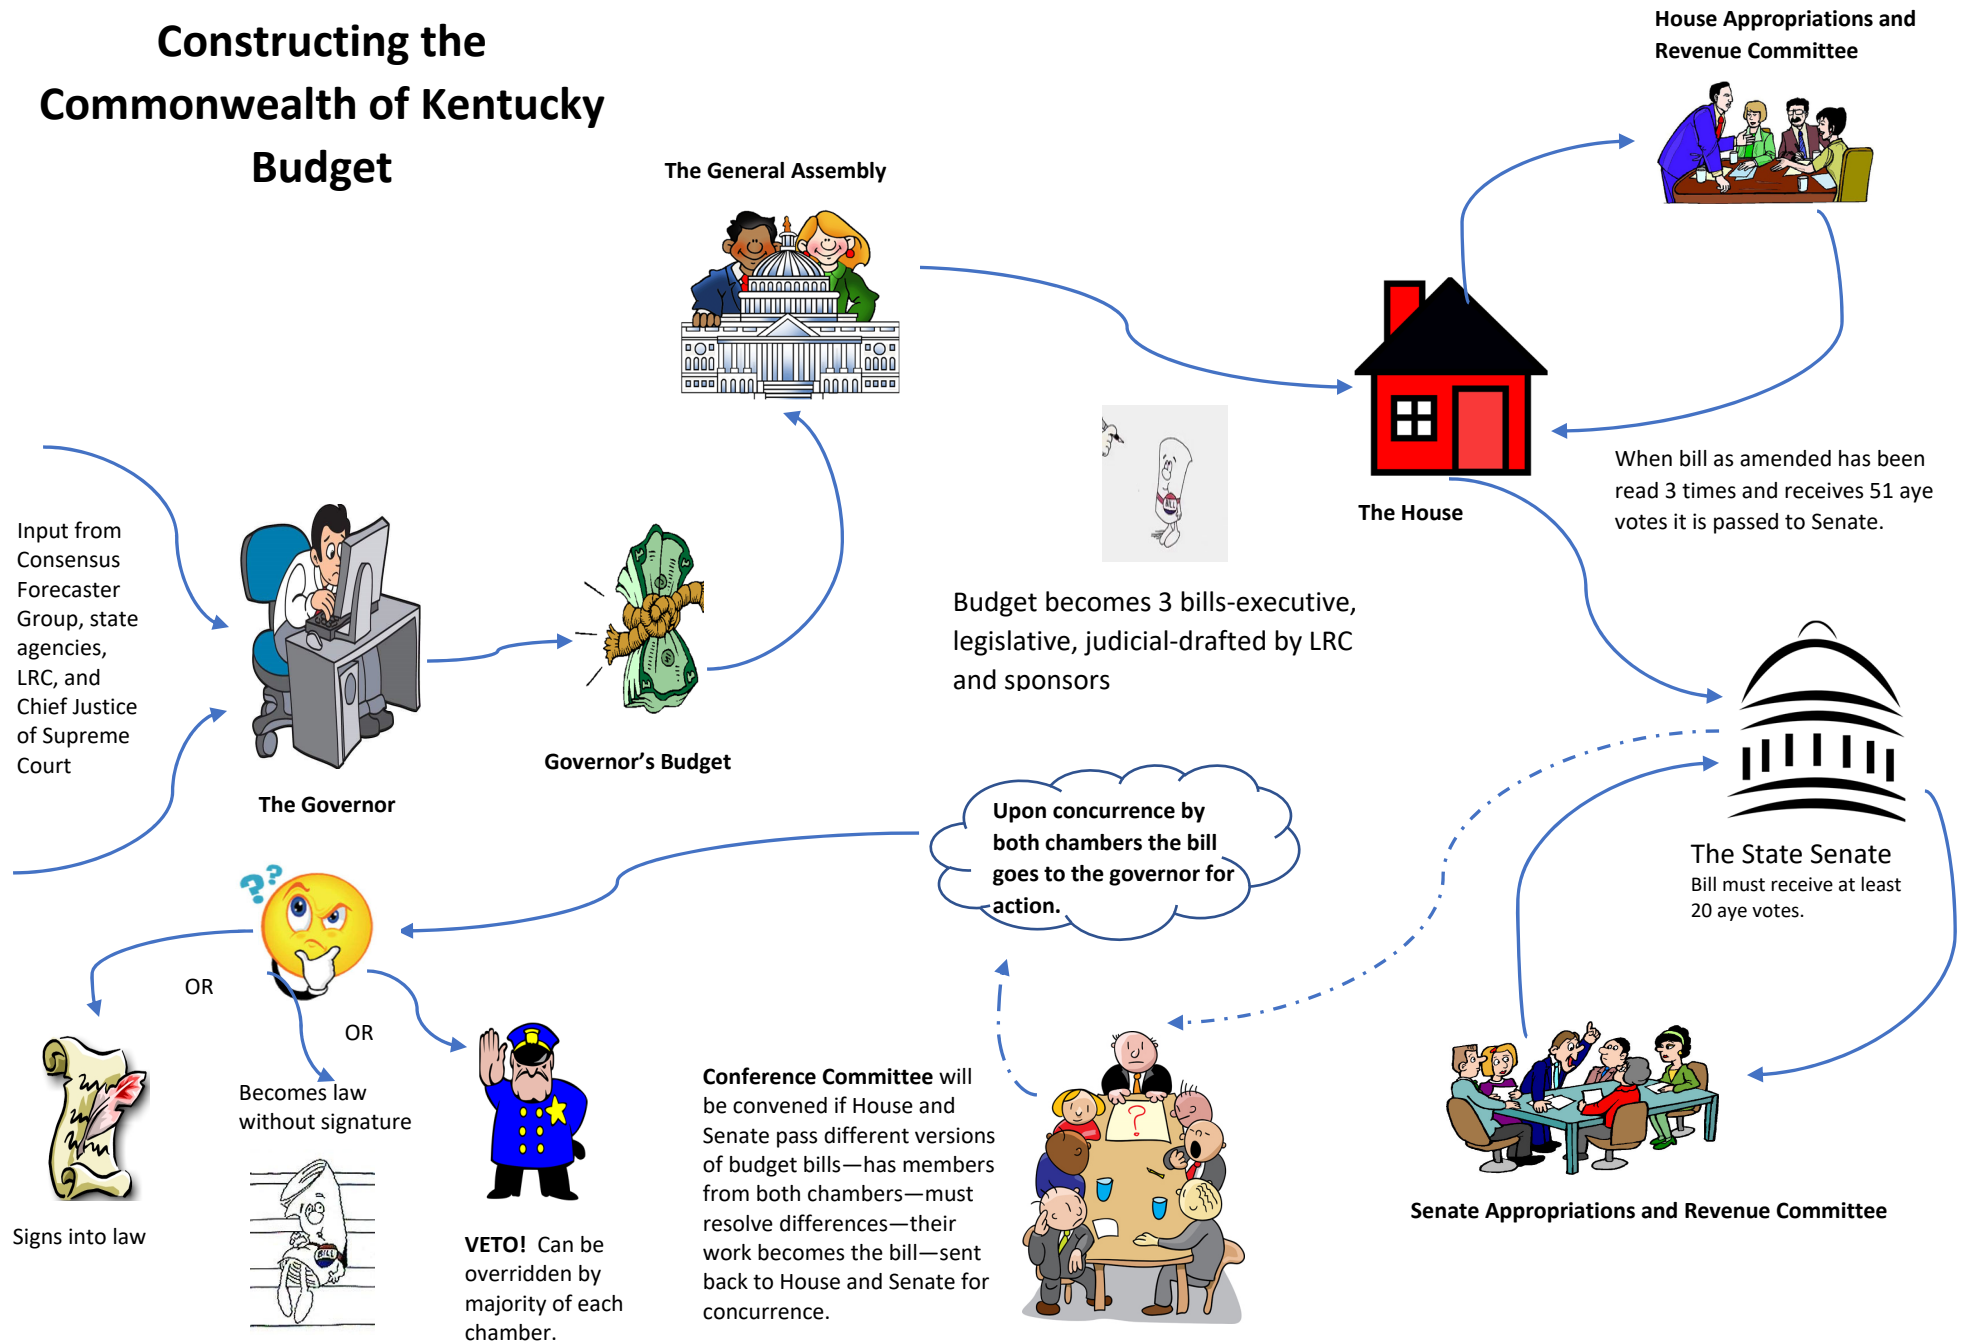 Constructing the
Commonwealth of Kentucky
Budget
House Appropriations and
Revenue Committee
The General Assembly
When bill as amended has been
read 3 times and receives 51 aye
votes it is passed to Senate.
The House
BILL
Budget becomes 3 bills-executive,
legislative, judicial-drafted by LRC
and sponsors
Input from
Consensus
Forecaster
Group, state
agencies,
LRC, and
Chief Justice
of Supreme
Court
The Governor
Governor’s Budget
Upon concurrence by
both chambers the bill
goes to the governor for
action.
The State Senate
Bill must receive at least
20 aye votes.
???
OR
OR
Signs into law
Becomes law
without signature
BILL
VETO! Can be
overridden by
majority of each
chamber.
Conference Committee will
be convened if House and
Senate pass different versions
of budget bills—has members
from both chambers—must
resolve differences—their
work becomes the bill—sent
back to House and Senate for
concurrence.
?
Senate Appropriations and Revenue Committee